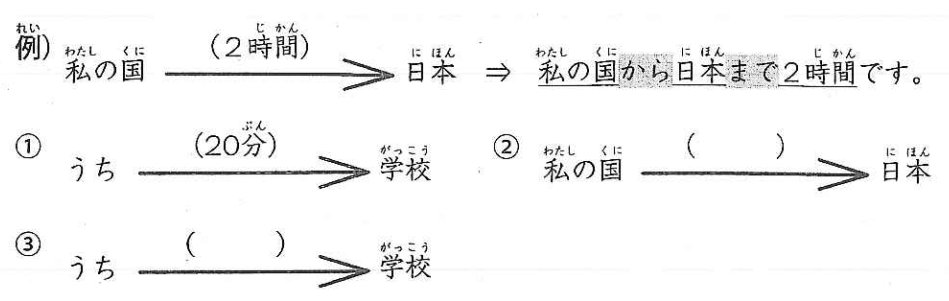 例) 私の国 (2時間) 日本 ⇒ 私の国から日本まで2時間です。
① うち (20分) 学校
② 私の国 (　　) 日本
③ うち (　　) 学校